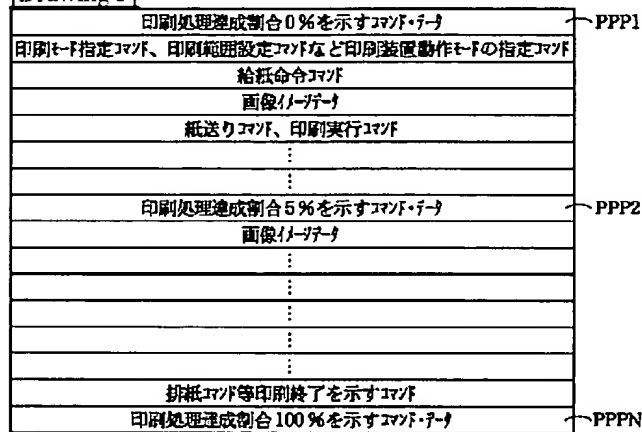 印刷処理達成割合0%を示すコマンド・データ PPP1
印刷モード指定コマンド、印刷範囲設定コマンドなど印刷装置動作モードの指定コマンド
給紙命令コマンド
画像イメージデータ
紙送りコマンド、印刷実行コマンド
⋮
⋮
印刷処理達成割合5%を示すコマンド・データ PPP2
画像イメージデータ
⋮
⋮
⋮
⋮
⋮
排紙コマンド等印刷終了を示すコマンド
印刷処理達成割合100%を示すコマンド・データ PPPN